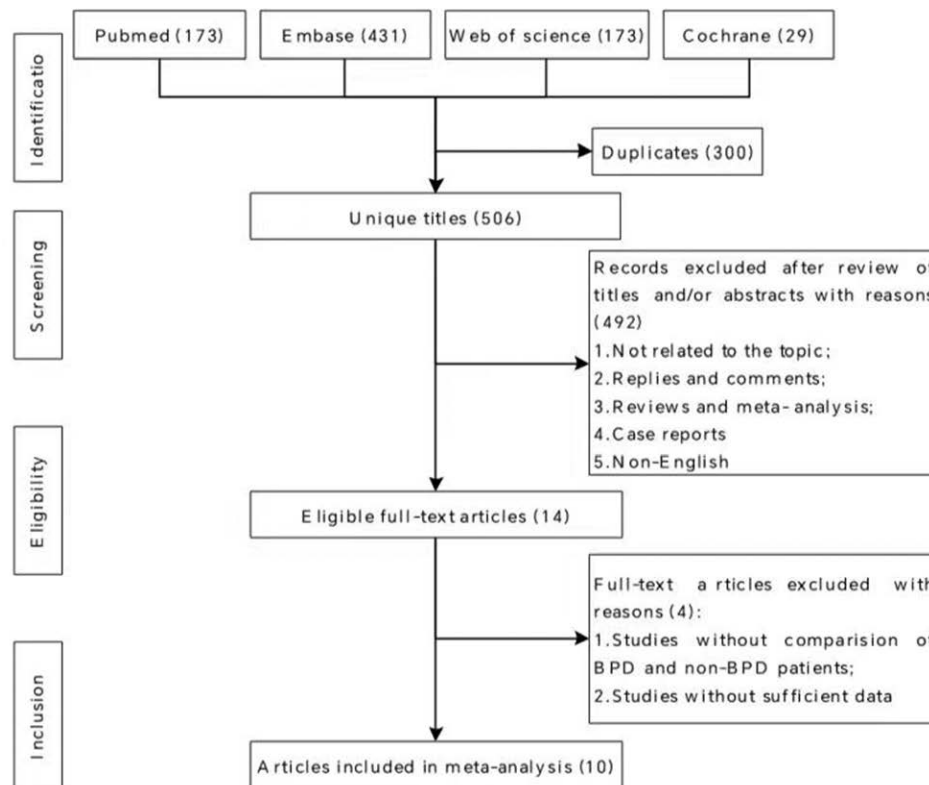 Pubmed (173)
Embase (431)
Web of science (173)
Cochrane (29)
Identificatio
Duplicates (300)
Unique titles (506)
Screening
Records excluded after review of
titles and/or abstracts with reasons
(492)
1.Not related to the topic;
2.Replies and comments;
3.Reviews and meta-analysis;
4.Case reports
5.Non-English
Eligibility
Eligible full-text articles (14)
Full-text a rticles excluded with
reasons (4):
1.Studies without comparision of
BPD and non-BPD patients;
2.Studies without sufficient data
Inclusion
Articles included in meta-analysis (10)